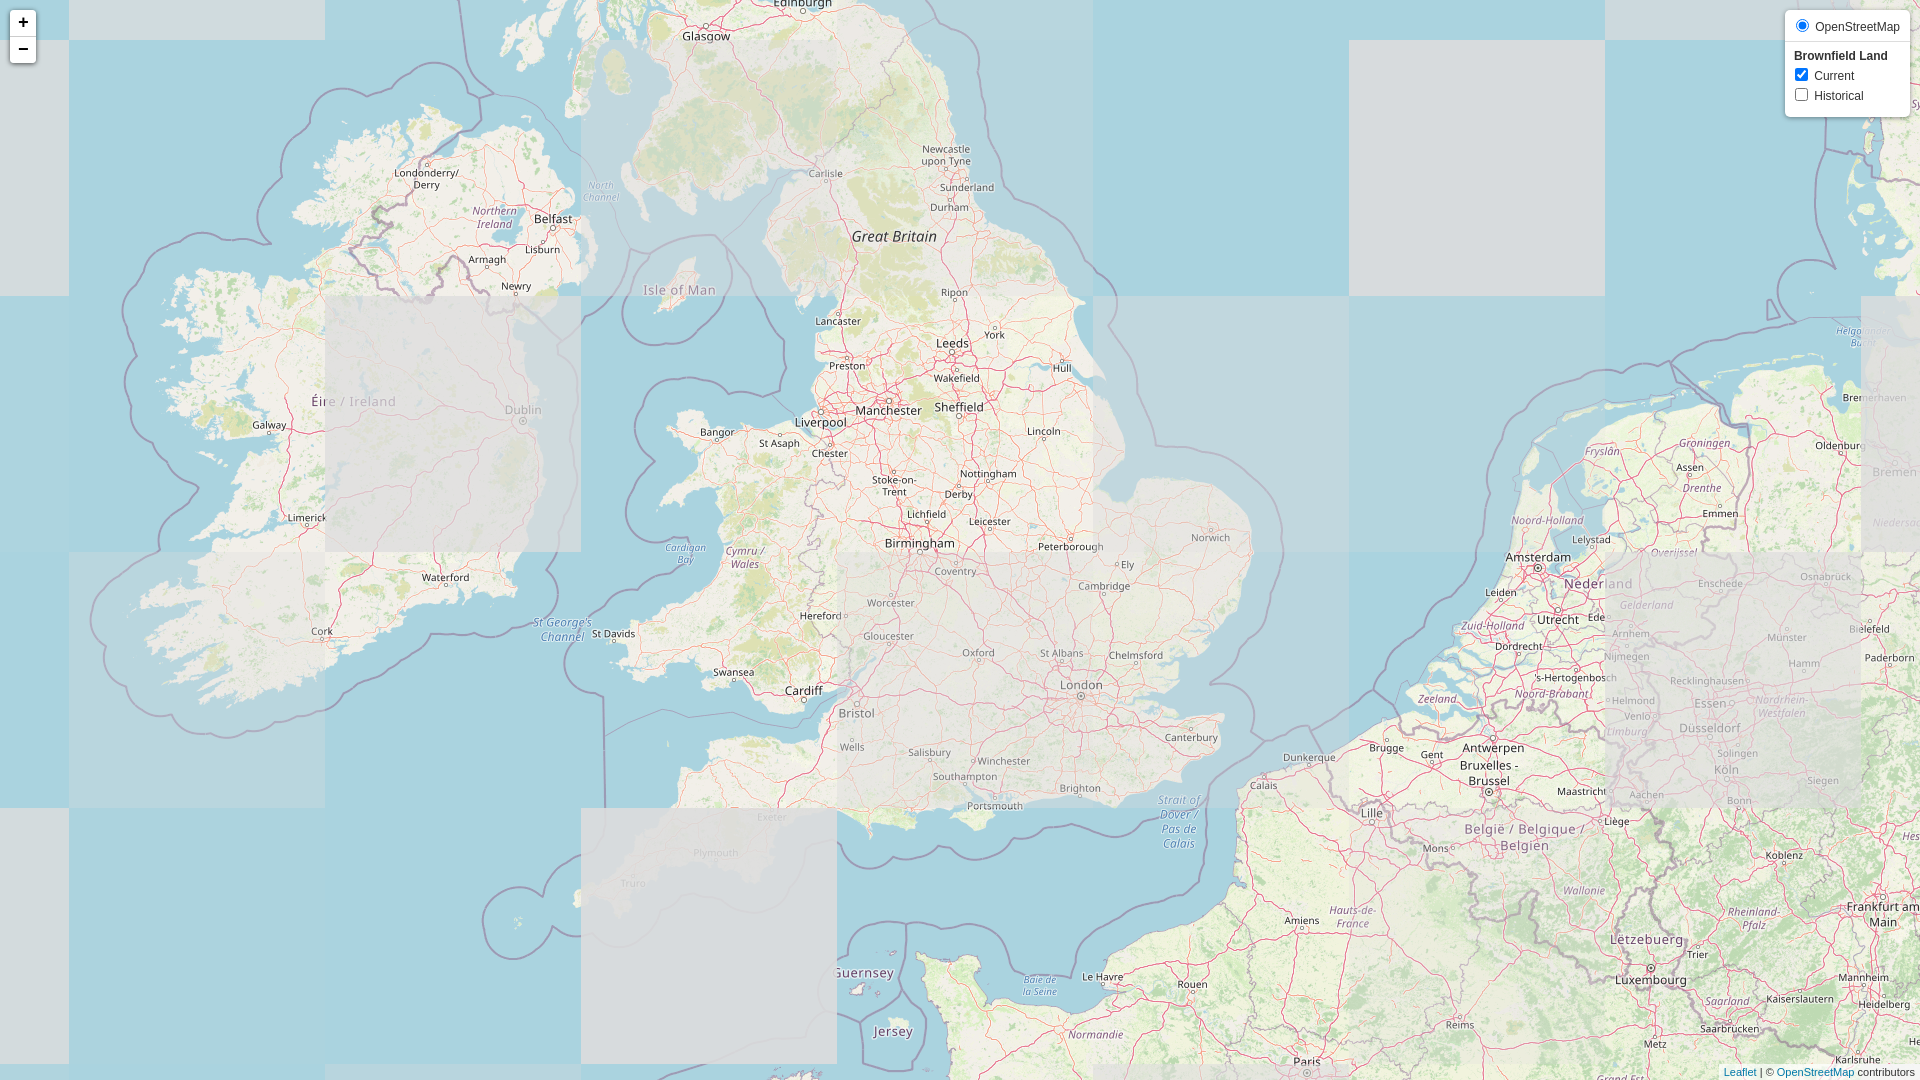 +
−
OpenStreetMap
Brownfield Land
Current
Historical
Edinburgh
Glasgow
Newcastle
upon Tyne
Londonderry/
Derry
Carlisle
North
Channel
Sunderland
Durham
Northern
Ireland
Belfast
Lisburn
Great Britain
Armagh
Newry
Isle of Man
Ripon
Lancaster
York
Leeds
Preston
Hull
Wakefield
Éire / Ireland
Dublin
Galway
Liverpool
Manchester
Sheffield
Bangor
St Asaph
Chester
Lincoln
Stoke-on-
Trent
Nottingham
Derby
Lichfield
Leicester
Limerick
Birmingham
Peterborough
Norwich
Cardigan
Bay
Cymru /
Wales
Coventry
Ely
Cambridge
Waterford
Worcester
Hereford
Cork
St George's
Channel
St Davids
Gloucester
Oxford
St Albans
Chelmsford
Swansea
Cardiff
London
Bristol
Wells
Salisbury
Winchester
Canterbury
Southampton
Portsmouth
Brighton
Strait of
Dover /
Pas de
Calais
Exeter
Plymouth
Truro
Guernsey
Jersey
Baie de
la Seine
Le Havre
Rouen
Normandie
Paris
Amiens
Hauts-de-
France
Reims
Dunkerque
Calais
Lille
Brugge
Gent
Antwerpen
Bruxelles -
Brussel
Maastricht
België / Belgique /
Belgien
Mons
Liège
Wallonie
Lëtzebuerg
Luxembourg
Trier
Metz
Saarland
Saarbrücken
Kaiserslautern
Mannheim
Heidelberg
Karlsruhe
Grand Est
Rheinland-
Pfalz
Frankfurt am
Main
Koblenz
Helgoländer
Bucht
Bremerhaven
Oldenburg
Bremen
Groningen
Fryslân
Assen
Drenthe
Emmen
Noord-Holland
Lelystad
Overijssel
Amsterdam
Nederland
Enschede
Osnabrück
Leiden
Gelderland
Utrecht
Ede
Zuid-Holland
Arnhem
Münster
Bielefeld
Dordrecht
Nijmegen
Hamm
Paderborn
's-Hertogenbosch
Recklinghausen
Noord-Brabant
Zeeland
Helmond
Essen
Nordrhein-
Westfalen
Venlo
Limburg
Düsseldorf
Solingen
Köln
Siegen
Aachen
Bonn
Leaflet | © OpenStreetMap contributors